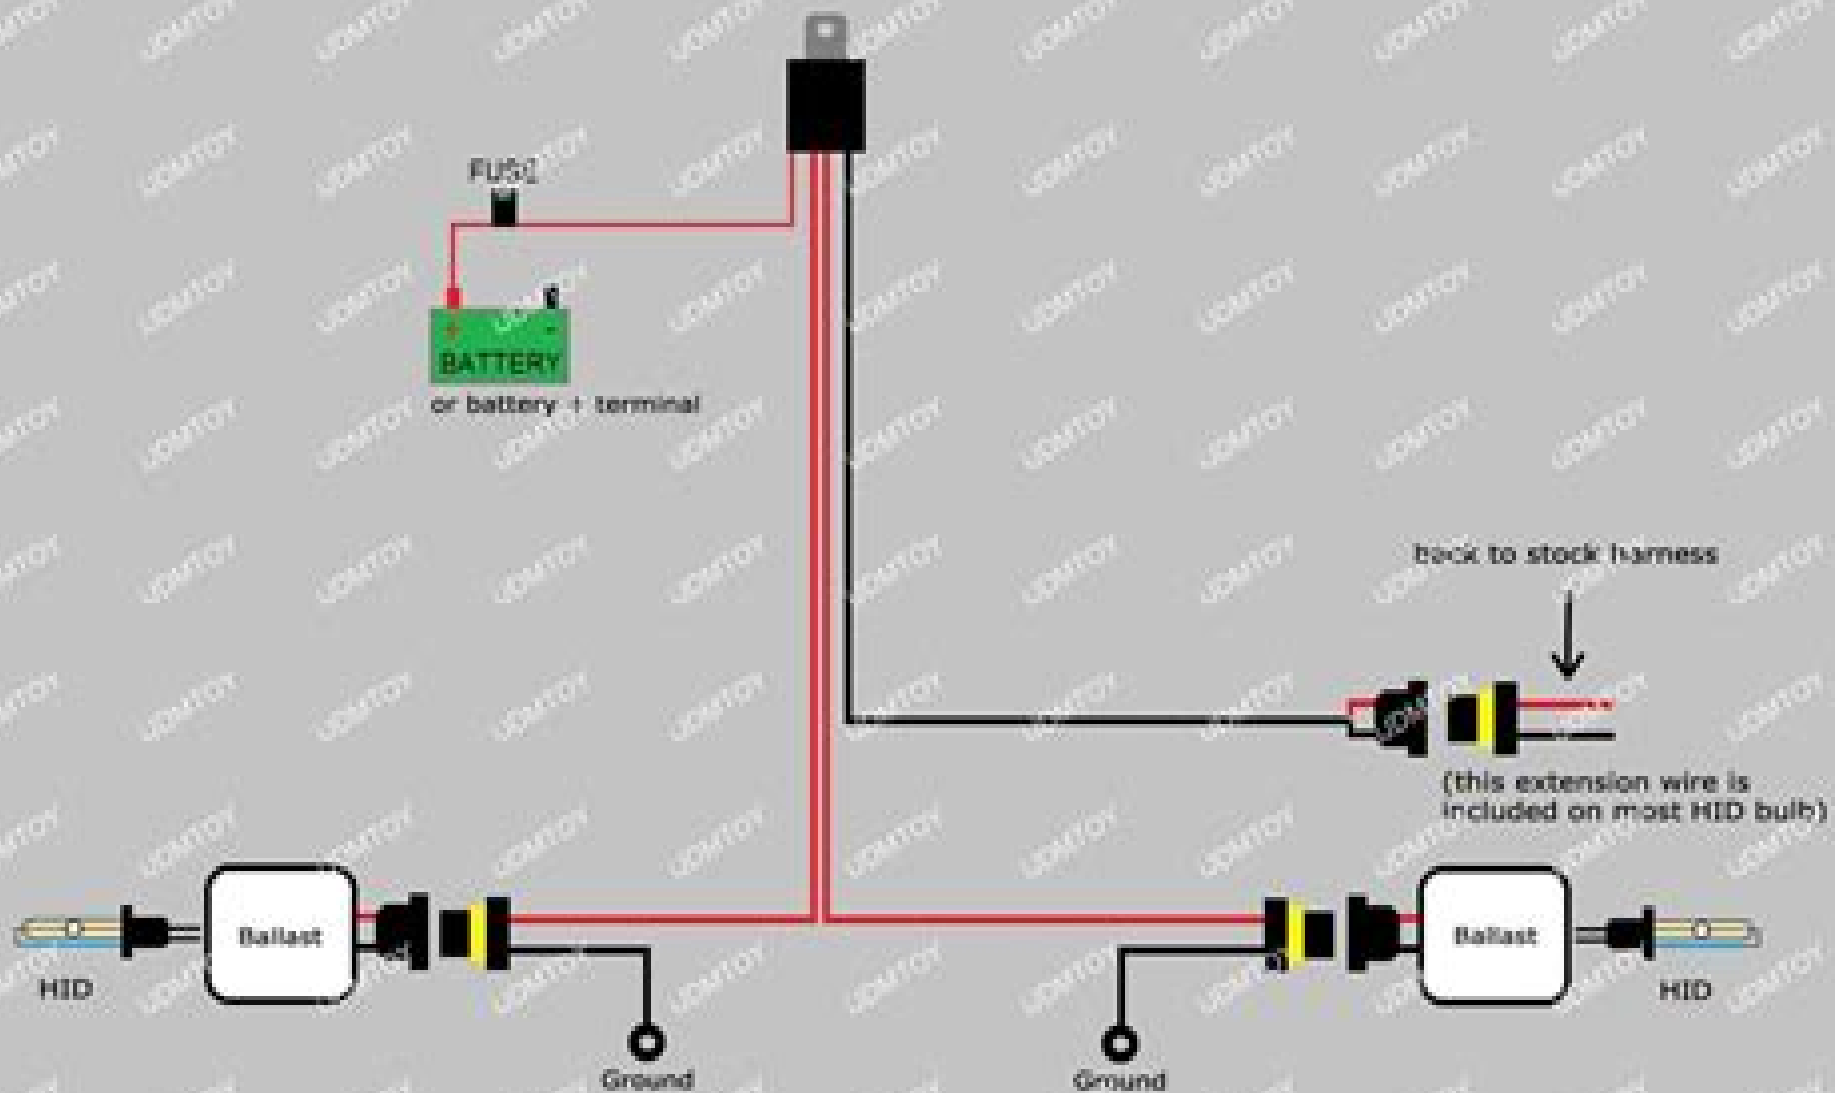 FUSE
+ -
BATTERY
or battery + terminal
back to stock harness
(this extension wire is
included on most HID bulb)
Ballast
Ballast
HID
HID
Ground
Ground
IJDMTOY